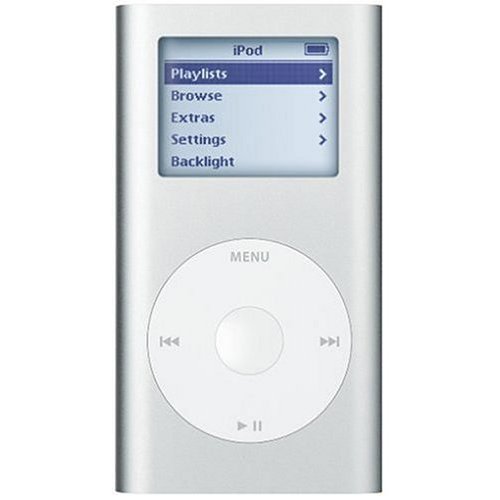 iPod
Playlists
Browse
Extras
Settings
Backlight
MENU